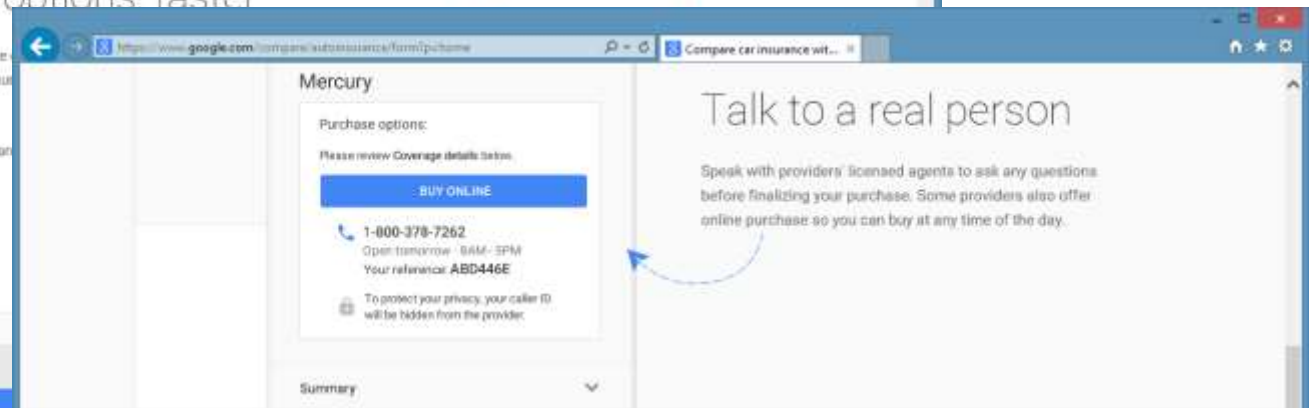 options faster
https://www.google.com/compare/autoinsurance/form?p=home
Compare car insurance wit...
Mercury
Purchase options:
Please review Coverage details below.
BUY ONLINE
1-800-378-7262
Open tomorrow · 8AM - 5PM
Your reference: ABD446E
To protect your privacy, your caller ID
will be hidden from the provider.
Summary
Talk to a real person
Speak with providers' licensed agents to ask any questions
before finalizing your purchase. Some providers also offer
online purchase so you can buy at any time of the day.